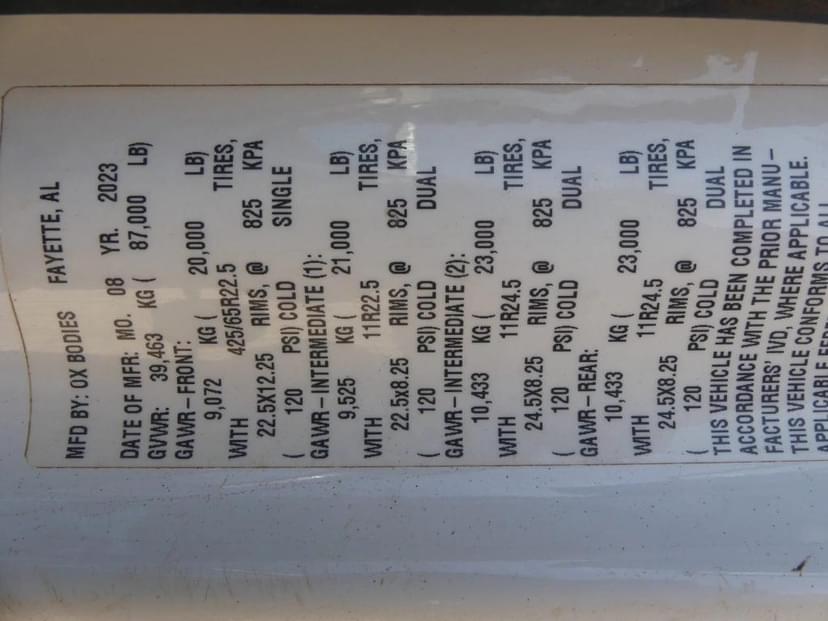 MFD BY: OX BODIES FAYETTE, AL
DATE OF MFR: MO. 08 YR. 2023
GVWR: 39,463 KG ( 87,000 LB)
GAWR–FRONT:
9,072 KG ( 20,000 LB)
WITH 425/65R22.5 TIRES,
22.5X12.25 RIMS, @ 825 KPA
( 120 PSI) COLD SINGLE
GAWR–INTERMEDIATE (1):
9,525 KG ( 21,000 LB)
WITH 11R22.5 TIRES,
22.5x8.25 RIMS, @ 825 KPA
( 120 PSI) COLD DUAL
GAWR–INTERMEDIATE (2):
10,433 KG ( 23,000 LB)
WITH 11R24.5 TIRES,
24.5X8.25 RIMS, @ 825 KPA
( 120 PSI) COLD DUAL
GAWR–REAR:
10,433 KG ( 23,000 LB)
WITH 11R24.5 TIRES,
24.5X8.25 RIMS, @ 825 KPA
( 120 PSI) COLD DUAL
THIS VEHICLE HAS BEEN COMPLETED IN
ACCORDANCE WITH THE PRIOR MANU–
FACTURERS' IVD, WHERE APPLICABLE.
THIS VEHICLE CONFORMS TO ALL
APPLICABLE